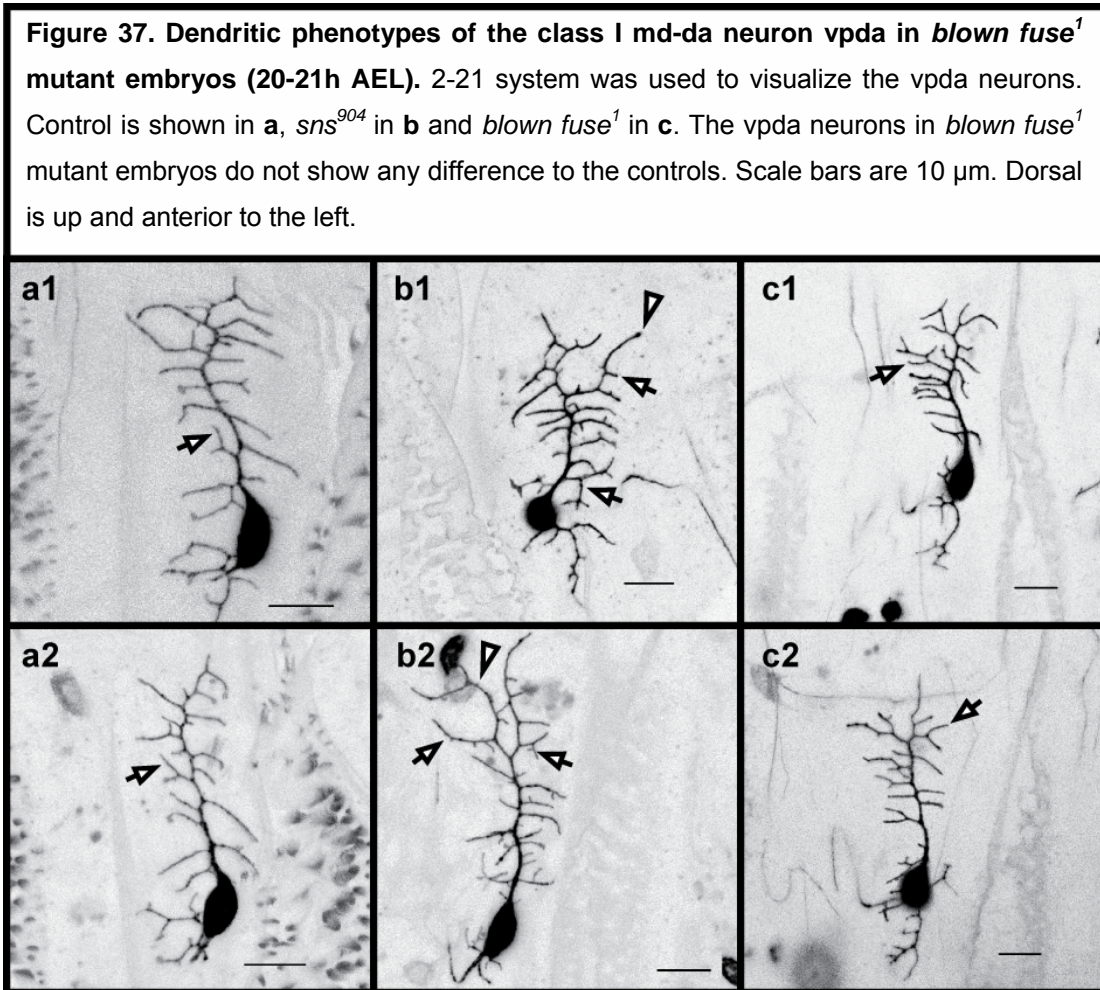 Figure 37. Dendritic phenotypes of the class I md-da neuron vpda in blown fuse¹
mutant embryos (20-21h AEL). 2-21 system was used to visualize the vpda neurons.
Control is shown in a, sns⁹⁰⁴ in b and blown fuse¹ in c. The vpda neurons in blown fuse¹
mutant embryos do not show any difference to the controls. Scale bars are 10 µm. Dorsal
is up and anterior to the left.
a1
b1
c1
a2
b2
c2